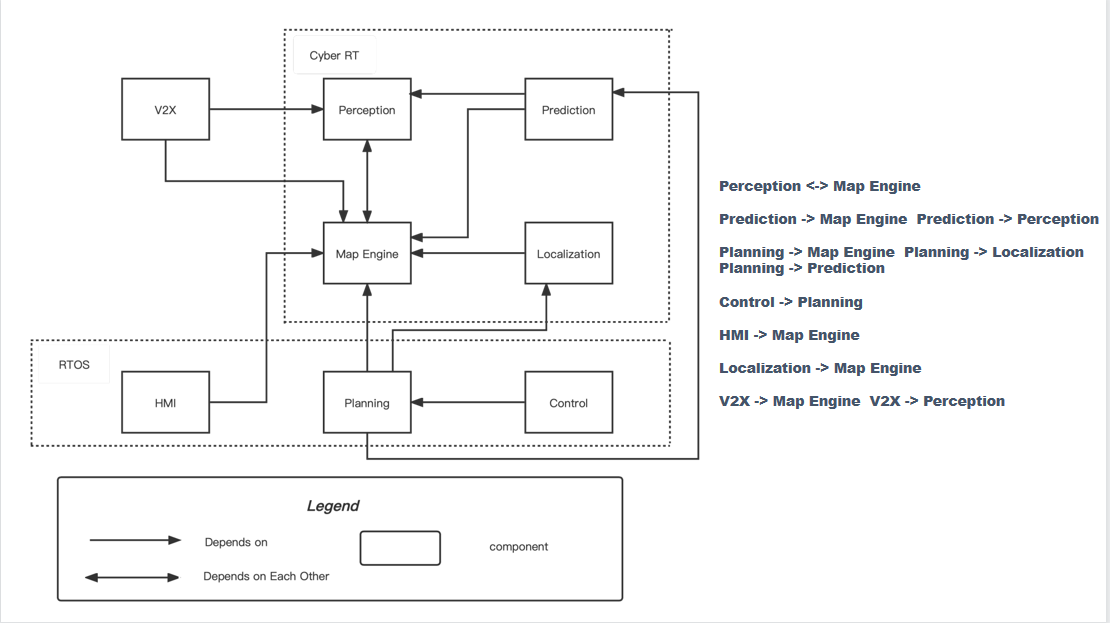 Cyber RT
V2X
Perception
Prediction
Map Engine
Localization
RTOS
HMI
Planning
Control
Perception <-> Map Engine
Prediction -> Map Engine Prediction -> Perception
Planning -> Map Engine Planning -> Localization
Planning -> Prediction
Control -> Planning
HMI -> Map Engine
Localization -> Map Engine
V2X -> Map Engine V2X -> Perception
Legend
Depends on
component
Depends on Each Other